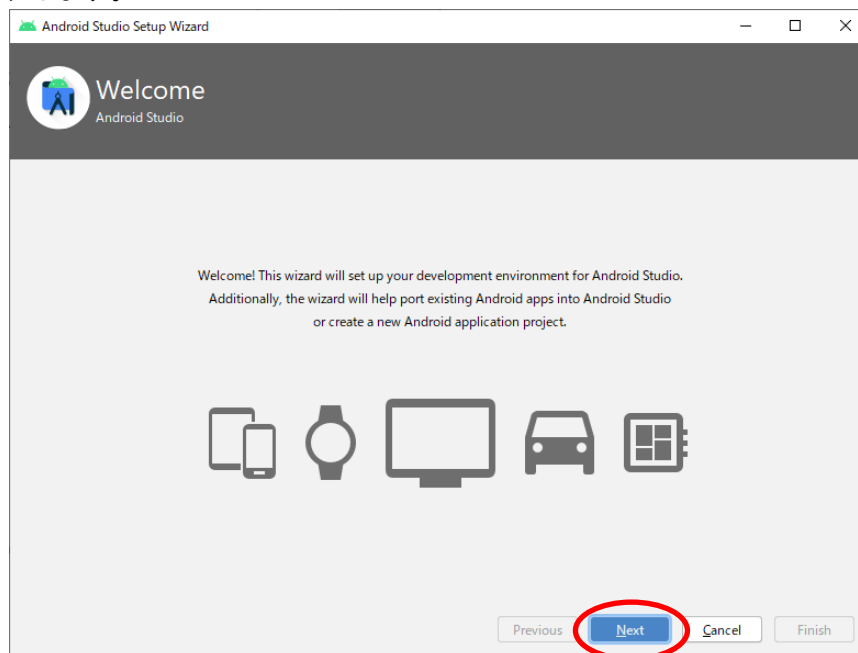 Android Studio Setup Wizard
Welcome
Android Studio
Welcome! This wizard will set up your development environment for Android Studio.
Additionally, the wizard will help port existing Android apps into Android Studio
or create a new Android application project.
Previous Next Cancel Finish